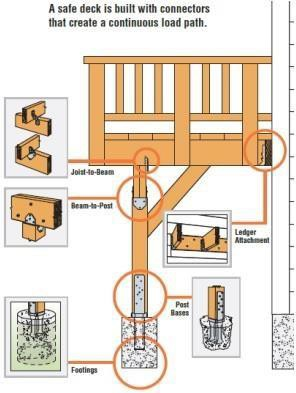 A safe deck is built with connectors
that create a continuous load path.
Joist-to-Beam
Beam-to-Post
Ledger
Attachment
Post
Bases
Footings